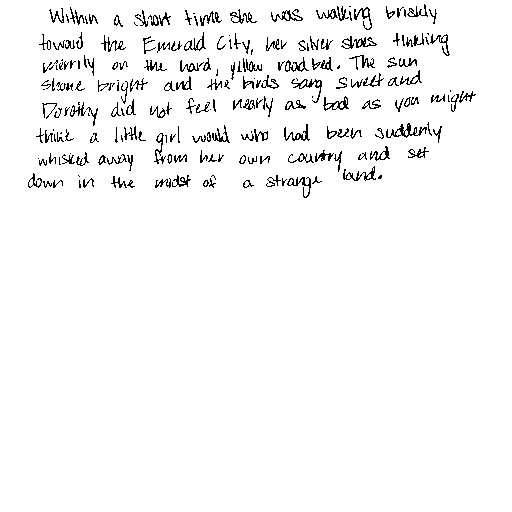 Within a short time she was walking briskly
toward the Emerald City, her silver shoes tinkling
merrily on the hard, yellow roadbed. The sun
shone bright and the birds sang sweet and
Dorothy did not feel nearly as bad as you might
think a little girl would who had been suddenly
whisked away from her own country and set
down in the midst of a strange land.